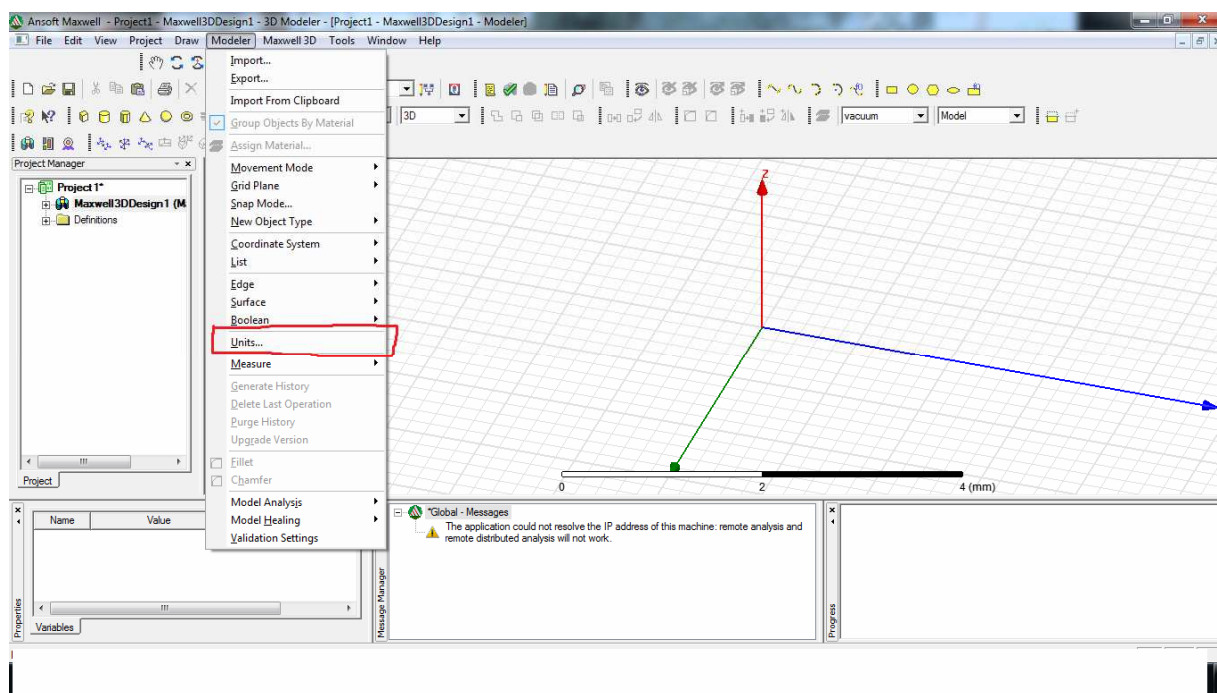 Ansoft Maxwell - Project1 - Maxwell3DDesign1 - 3D Modeler - [Project1 - Maxwell3DDesign1 - Modeler]
File Edit View Project Draw Modeler Maxwell 3D Tools Window Help
Import...
Export...
Import From Clipboard
Group Objects By Material
Assign Material...
Movement Mode
Grid Plane
Snap Mode...
New Object Type
Coordinate System
List
Edge
Surface
Boolean
Units...
Measure
Generate History
Delete Last Operation
Purge History
Upgrade Version
Fillet
Chamfer
Model Analysis
Model Healing
Validation Settings
3D
vacuum
Model
Project Manager
Project1*
Maxwell3DDesign1 (M
Definitions
Project
Z
0 2 4 (mm)
Name Value
Variables
Properties
*Global - Messages
The application could not resolve the IP address of this machine: remote analysis and
remote distributed analysis will not work.
Message Manager
Progress